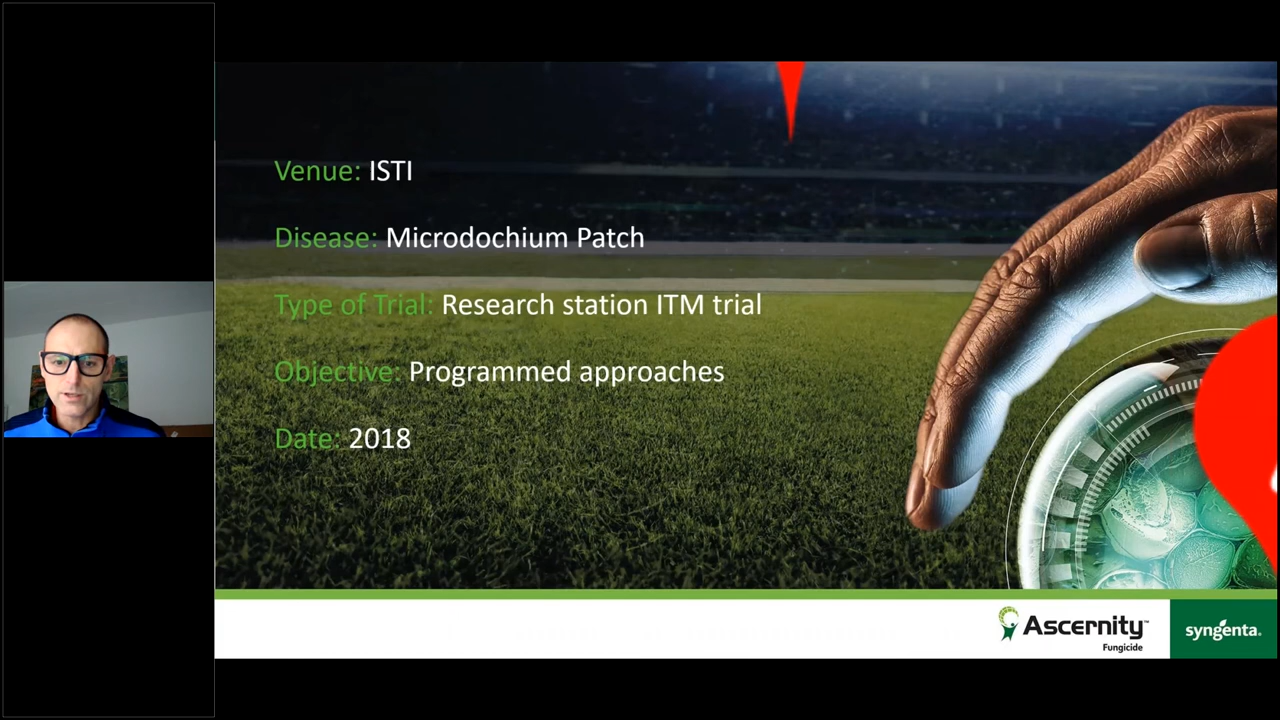 Venue: ISTI
Disease: Microdochium Patch
Type of Trial: Research station ITM trial
Objective: Programmed approaches
Date: 2018
Ascernity™
Fungicide
syngenta.